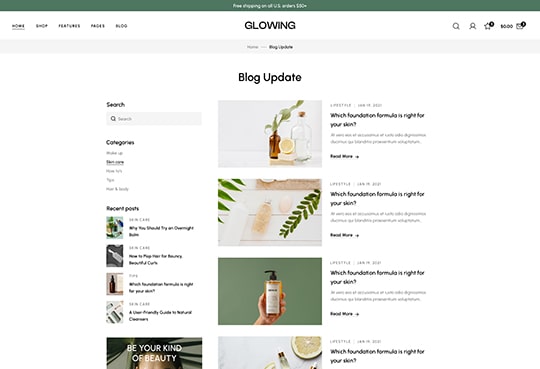 Free shipping on all U.S. orders $50+
HOME SHOP FEATURES PAGES BLOG
GLOWING
$0.00
Home — Blog Update
Blog Update
Search
Search
Categories
Make up
Skin care
How to's
Tips
Hair & body
Recent posts
SKIN CARE
Why You Should Try an Overnight
Balm
SKIN CARE
How to Plop Hair for Bouncy,
Beautiful Curls
TIPS
Which foundation formula is right
for your skin?
SKIN CARE
A User-Friendly Guide to Natural
Cleansers
BE YOUR KIND
OF BEAUTY
LIFESTYLE | JAN 19, 2021
Which foundation formula is right for
your skin?
At vero eos et accusamus et iusto odio dignissimos
ducimus qui blanditiis praesentium voluptatum.
Read More →
LIFESTYLE | JAN 19, 2021
Which foundation formula is right for
your skin?
At vero eos et accusamus et iusto odio dignissimos
ducimus qui blanditiis praesentium voluptatum.
Read More →
LIFESTYLE | JAN 19, 2021
Which foundation formula is right for
your skin?
At vero eos et accusamus et iusto odio dignissimos
ducimus qui blanditiis praesentium voluptatum.
Read More →
LIFESTYLE | JAN 19, 2021
Which foundation formula is right for
your skin?